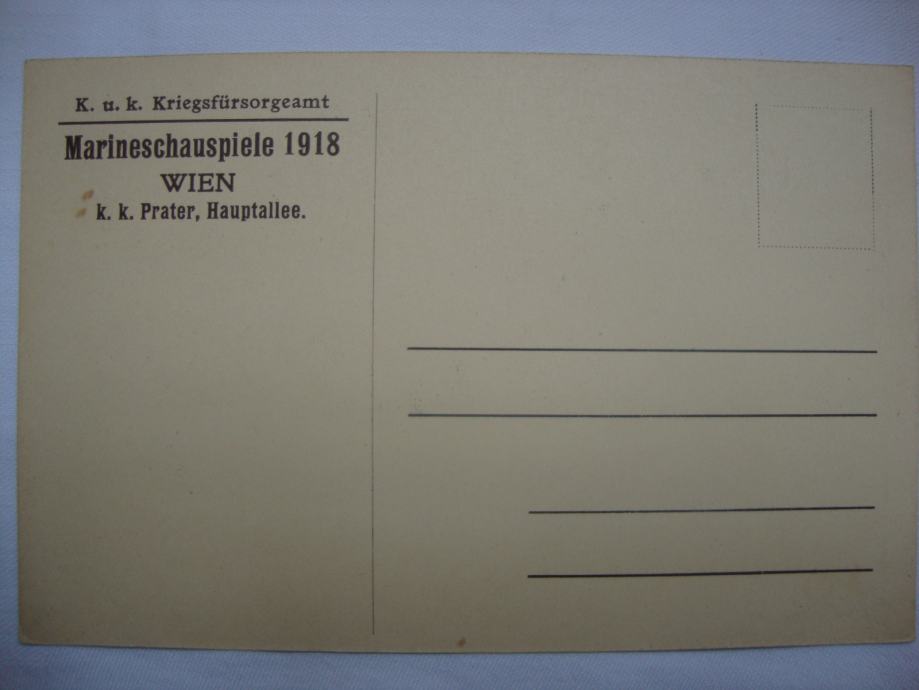 K. u. k. Kriegsfürsorgeamt
Marineschauspiele 1918
WIEN
k. k. Prater, Hauptallee.